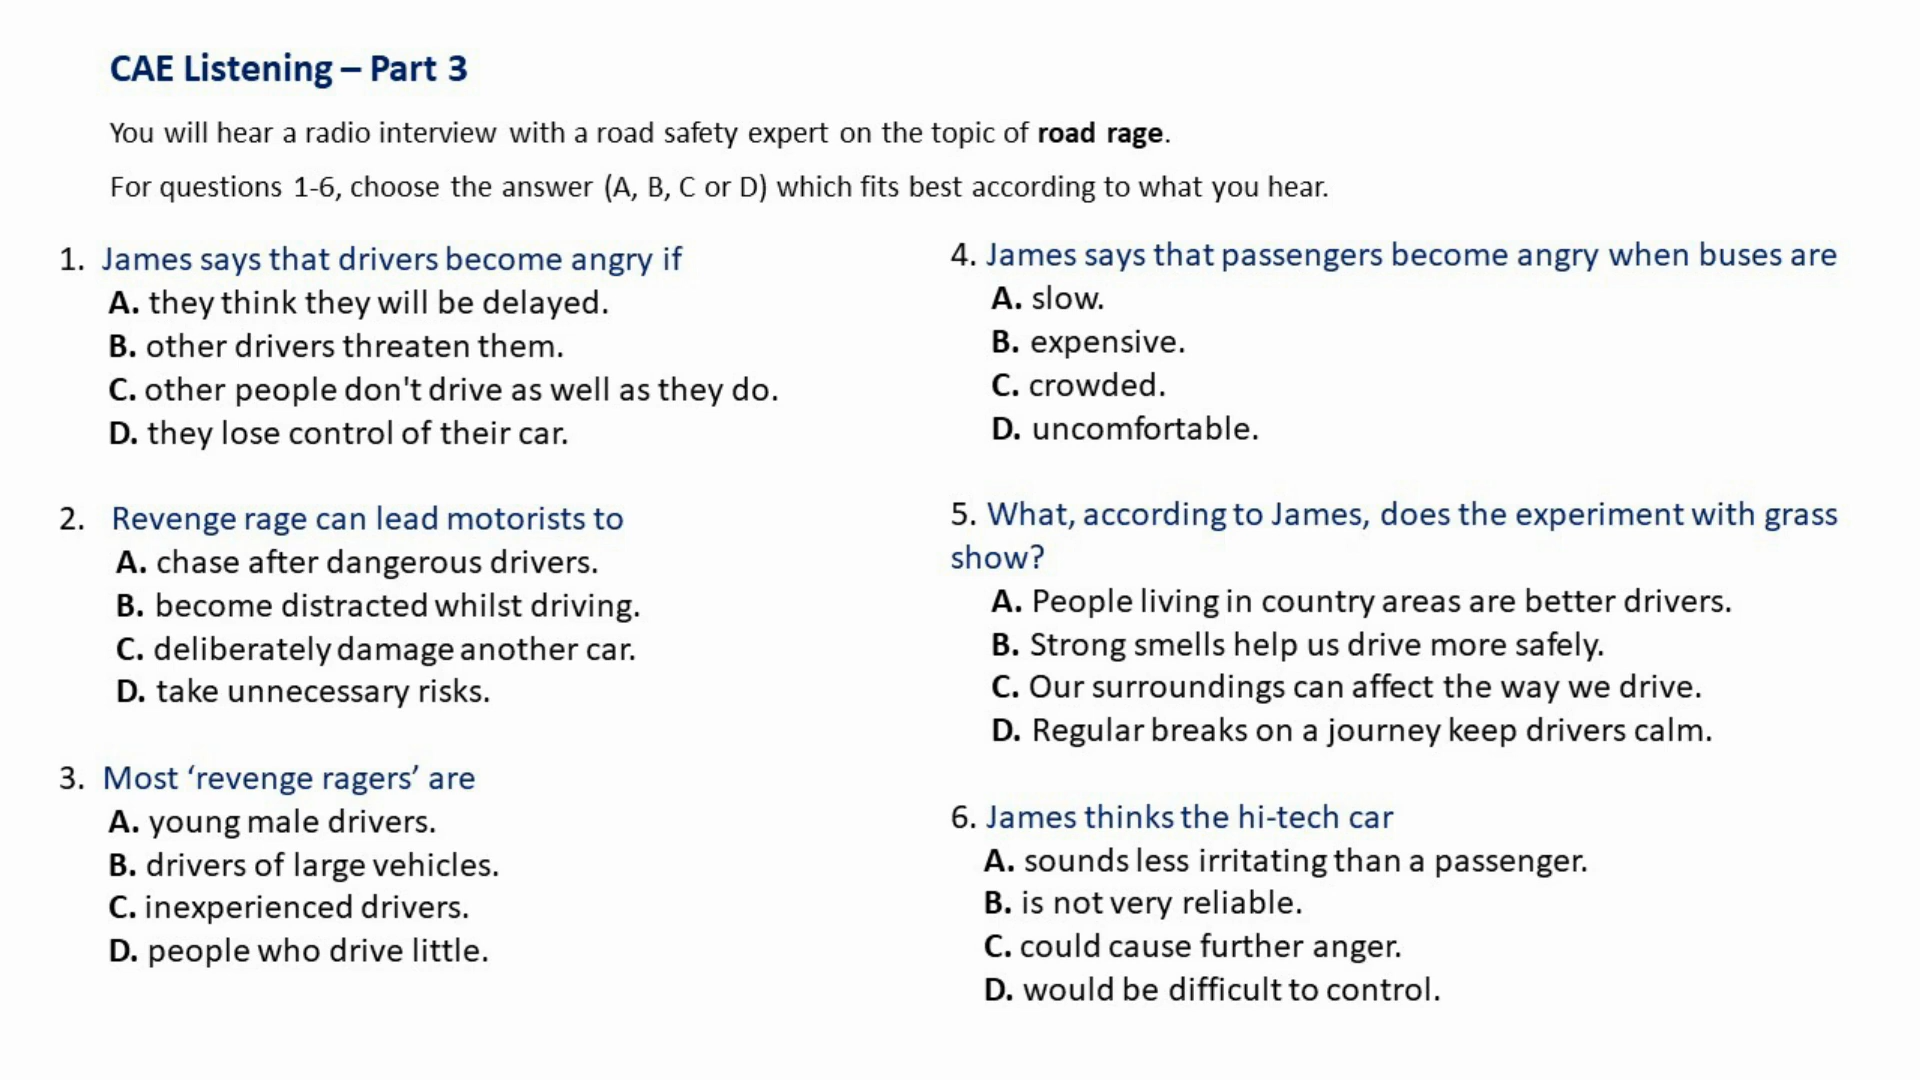 CAE Listening – Part 3
You will hear a radio interview with a road safety expert on the topic of road rage.
For questions 1-6, choose the answer (A, B, C or D) which fits best according to what you hear.
1. James says that drivers become angry if
A. they think they will be delayed.
B. other drivers threaten them.
C. other people don't drive as well as they do.
D. they lose control of their car.
2. Revenge rage can lead motorists to
A. chase after dangerous drivers.
B. become distracted whilst driving.
C. deliberately damage another car.
D. take unnecessary risks.
3. Most ‘revenge ragers’ are
A. young male drivers.
B. drivers of large vehicles.
C. inexperienced drivers.
D. people who drive little.
4. James says that passengers become angry when buses are
A. slow.
B. expensive.
C. crowded.
D. uncomfortable.
5. What, according to James, does the experiment with grass
show?
A. People living in country areas are better drivers.
B. Strong smells help us drive more safely.
C. Our surroundings can affect the way we drive.
D. Regular breaks on a journey keep drivers calm.
6. James thinks the hi-tech car
A. sounds less irritating than a passenger.
B. is not very reliable.
C. could cause further anger.
D. would be difficult to control.